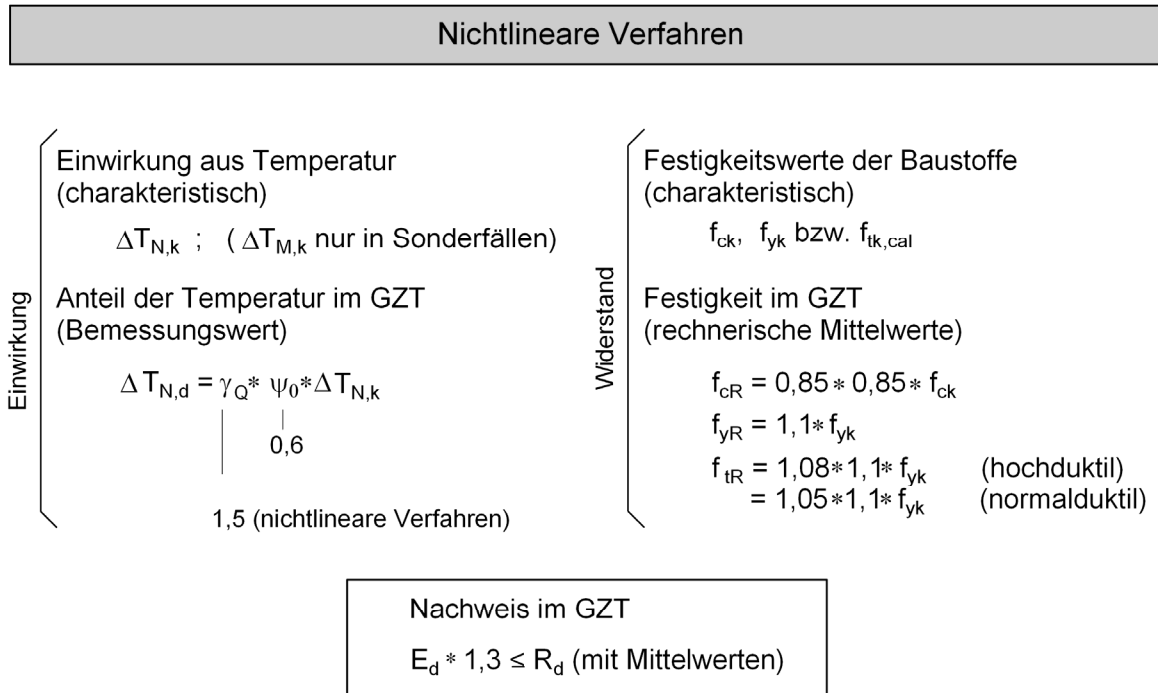 Nichtlineare Verfahren
Einwirkung
Einwirkung aus Temperatur
(charakteristisch)
ΔT_N,k ; ( ΔT_M,k nur in Sonderfällen)
Anteil der Temperatur im GZT
(Bemessungswert)
Δ T_N,d = γ_Q* ψ_0*ΔT_N,k
0,6
1,5 (nichtlineare Verfahren)
Widerstand
Festigkeitswerte der Baustoffe
(charakteristisch)
f_ck, f_yk bzw. f_tk,cal
Festigkeit im GZT
(rechnerische Mittelwerte)
f_cR = 0,85 * 0,85 * f_ck
f_yR = 1,1* f_yk
f_tR = 1,08*1,1* f_yk (hochduktil)
= 1,05*1,1* f_yk (normalduktil)
Nachweis im GZT
E_d * 1,3 ≤ R_d (mit Mittelwerten)